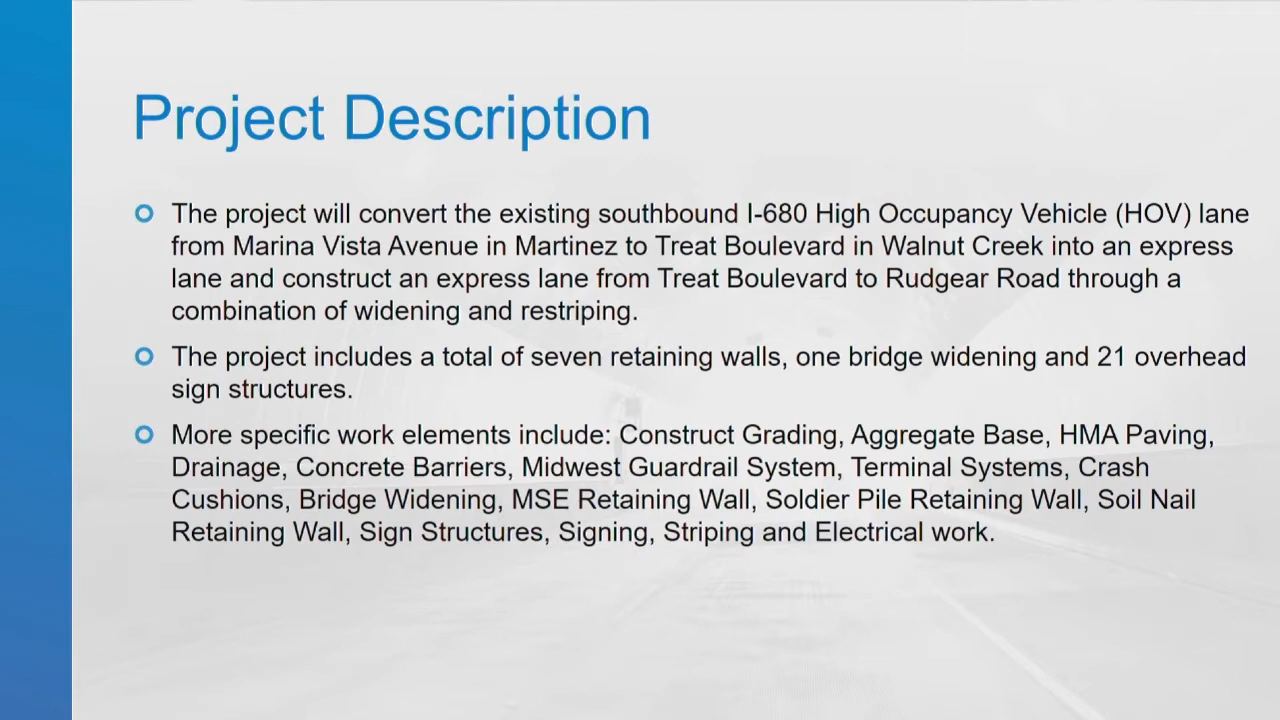 Project Description
The project will convert the existing southbound I-680 High Occupancy Vehicle (HOV) lane
from Marina Vista Avenue in Martinez to Treat Boulevard in Walnut Creek into an express
lane and construct an express lane from Treat Boulevard to Rudgear Road through a
combination of widening and restriping.
The project includes a total of seven retaining walls, one bridge widening and 21 overhead
sign structures.
More specific work elements include: Construct Grading, Aggregate Base, HMA Paving,
Drainage, Concrete Barriers, Midwest Guardrail System, Terminal Systems, Crash
Cushions, Bridge Widening, MSE Retaining Wall, Soldier Pile Retaining Wall, Soil Nail
Retaining Wall, Sign Structures, Signing, Striping and Electrical work.